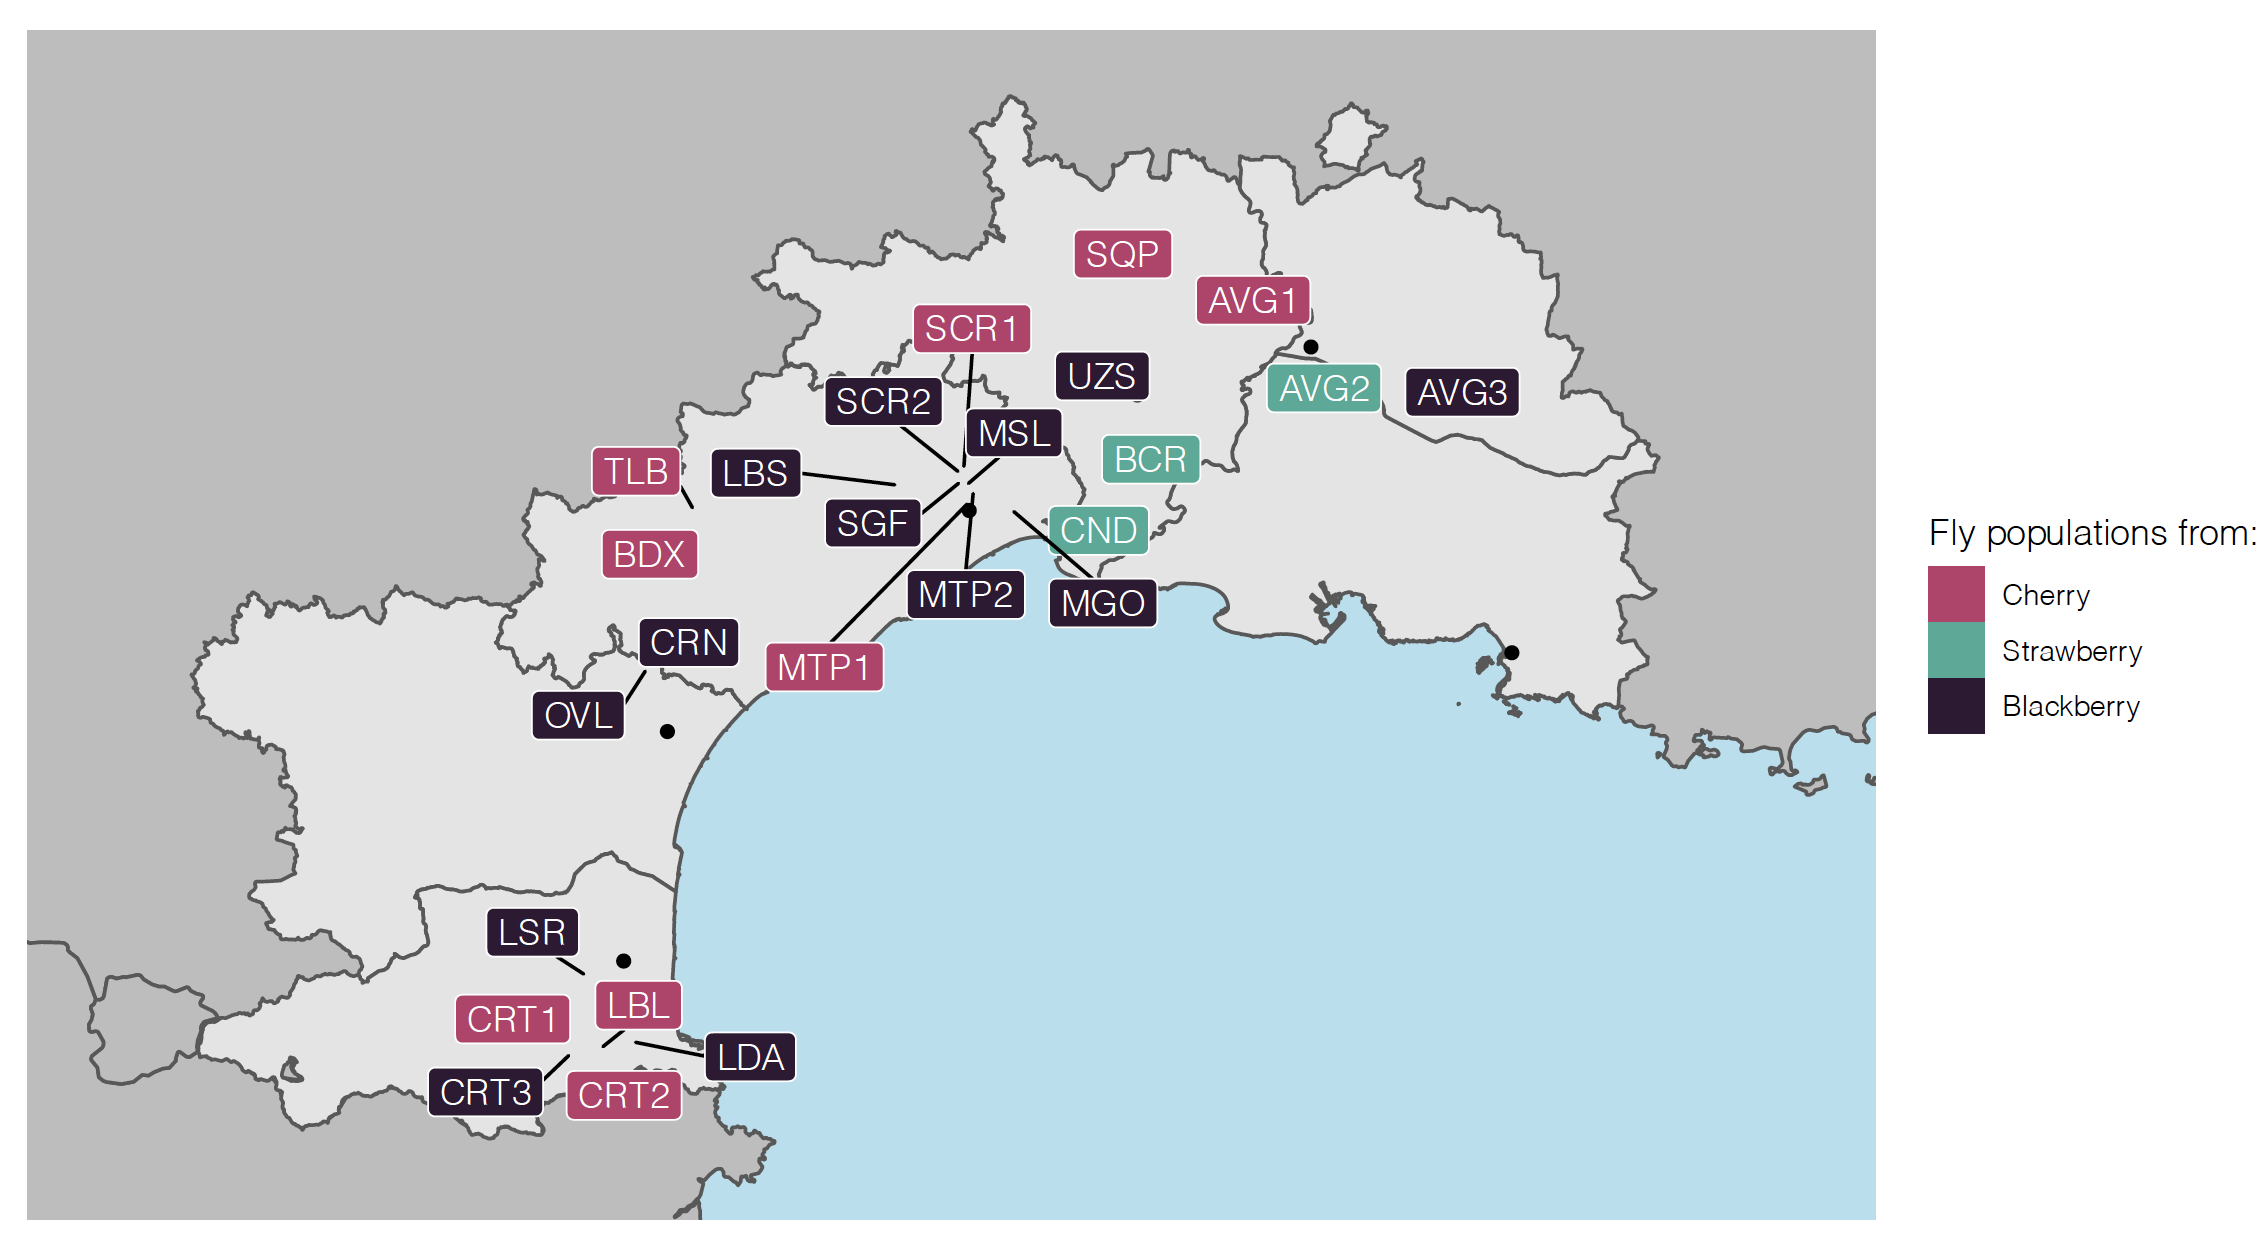 SQP
AVG1
SCR1
UZS
AVG2
AVG3
SCR2
MSL
BCR
TLB
LBS
SGF
CND
BDX
MTP2
MGO
CRN
MTP1
OVL
LSR
LBL
CRT1
LDA
CRT3
CRT2
Fly populations from:
Cherry
Strawberry
Blackberry